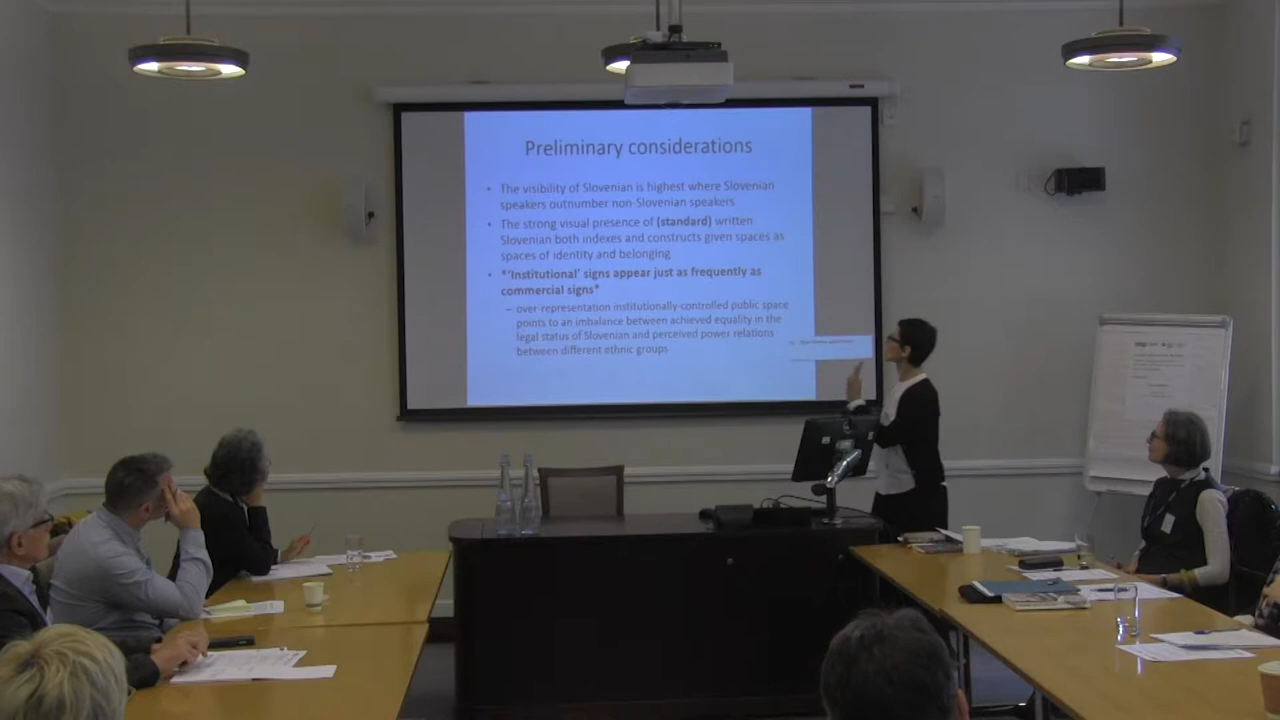 Preliminary considerations
• The visibility of Slovenian is highest where Slovenian
speakers outnumber non-Slovenian speakers
• The strong visual presence of (standard) written
Slovenian both indexes and constructs given spaces as
spaces of identity and belonging
• *'Institutional' signs appear just as frequently as
commercial signs*
– over-representation institutionally-controlled public space
points to an imbalance between achieved equality in the
legal status of Slovenian and perceived power relations
between different ethnic groups